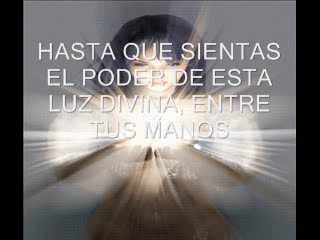 HASTA QUE SIENTAS
EL PODER DE ESTA
LUZ DIVINA, ENTRE
TUS MANOS